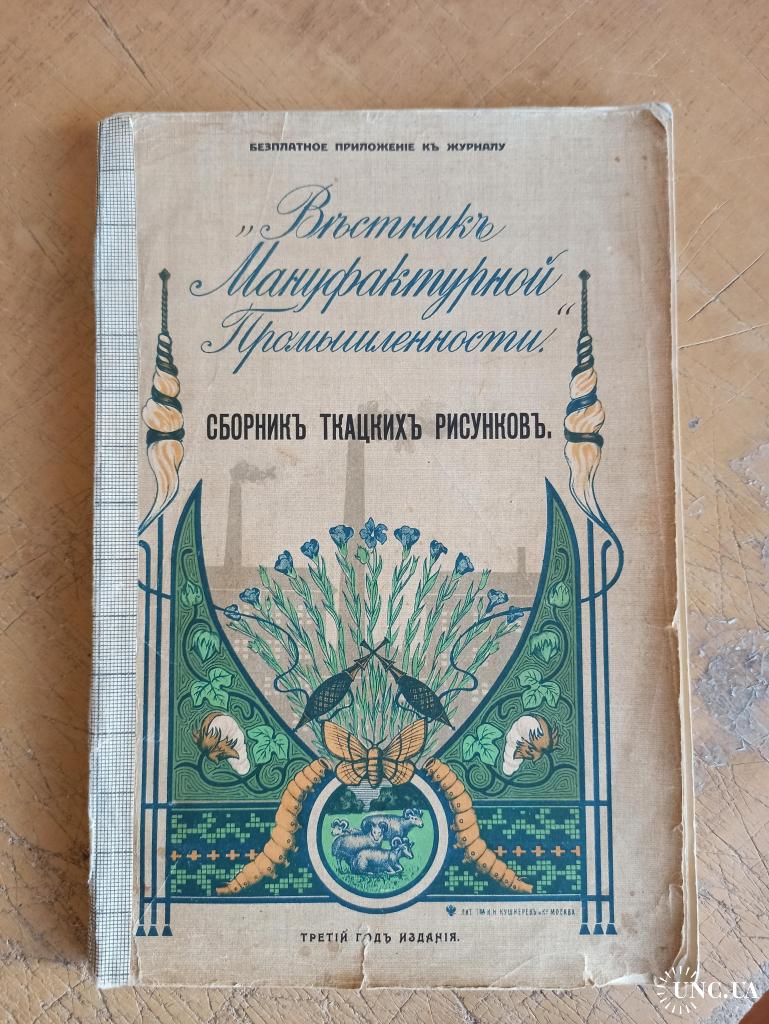 БЕЗПЛАТНОЕ ПРИЛОЖЕНІЕ КЪ ЖУРНАЛУ
„Вѣстникъ
Мануфактурной
Промышленности.“
СБОРНИКЪ ТКАЦКИХЪ РИСУНКОВЪ.
ЛИТ. Т-ВА И.Н. КУШНЕРЕВЪ и Ко МОСКВА
ТРЕТІЙ ГОДЪ ИЗДАНІЯ.
UNC.UA